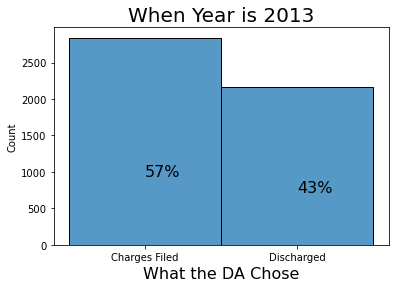 When Year is 2013
Count
2500
2000
1500
1000
500
0
57%
43%
Charges Filed
Discharged
What the DA Chose